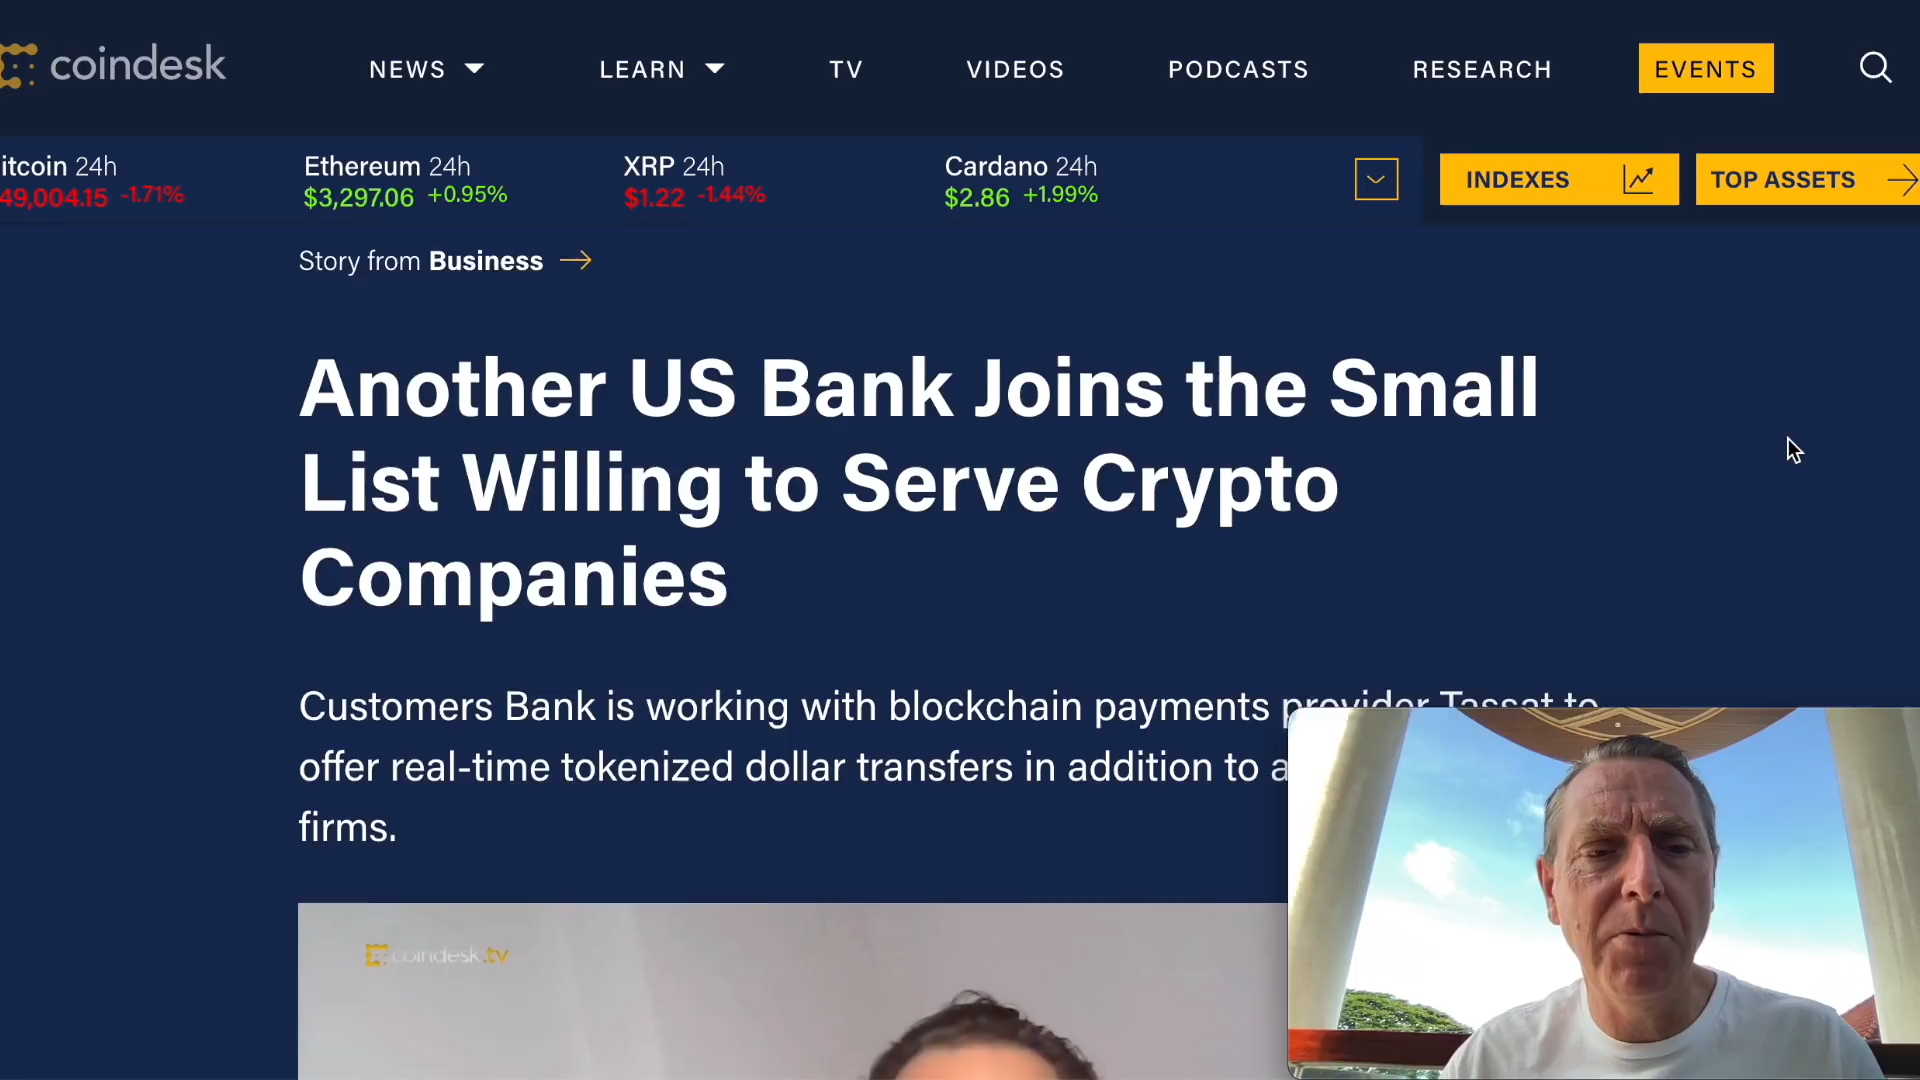 coindesk
NEWS
LEARN
TV
VIDEOS
PODCASTS
RESEARCH
EVENTS
itcoin 24h
Ethereum 24h
XRP 24h
Cardano 24h
49,004.15 -1.71%
$3,297.06 +0.95%
$1.22 -1.44%
$2.86 +1.99%
INDEXES
TOP ASSETS
Story from Business
Another US Bank Joins the Small
List Willing to Serve Crypto
Companies
Customers Bank is working with blockchain payments provider Tassat to
offer real-time tokenized dollar transfers in addition to a
firms.
coindesk.tv